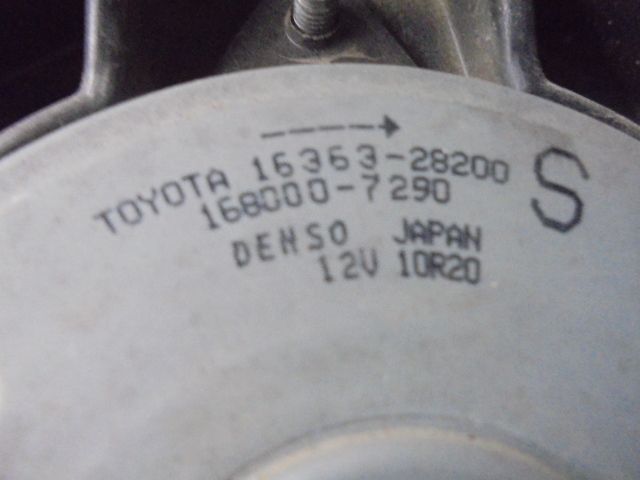 TOYOTA 16363-28200
168000-7290
S
DENSO JAPAN
12V 10R20